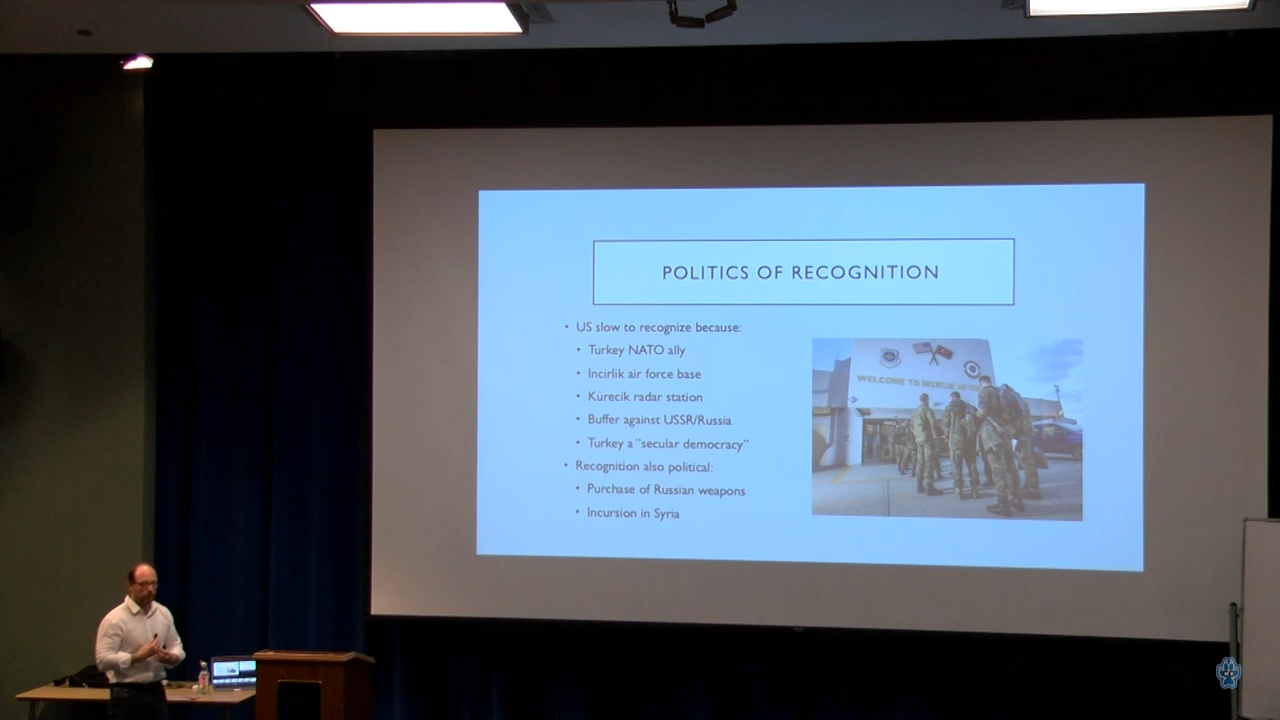 POLITICS OF RECOGNITION
• US slow to recognize because:
• Turkey NATO ally
• Incirlik air force base
• Kürecik radar station
• Buffer against USSR/Russia
• Turkey a "secular democracy"
• Recognition also political:
• Purchase of Russian weapons
• Incursion in Syria
WELCOME TO INCIRLIK